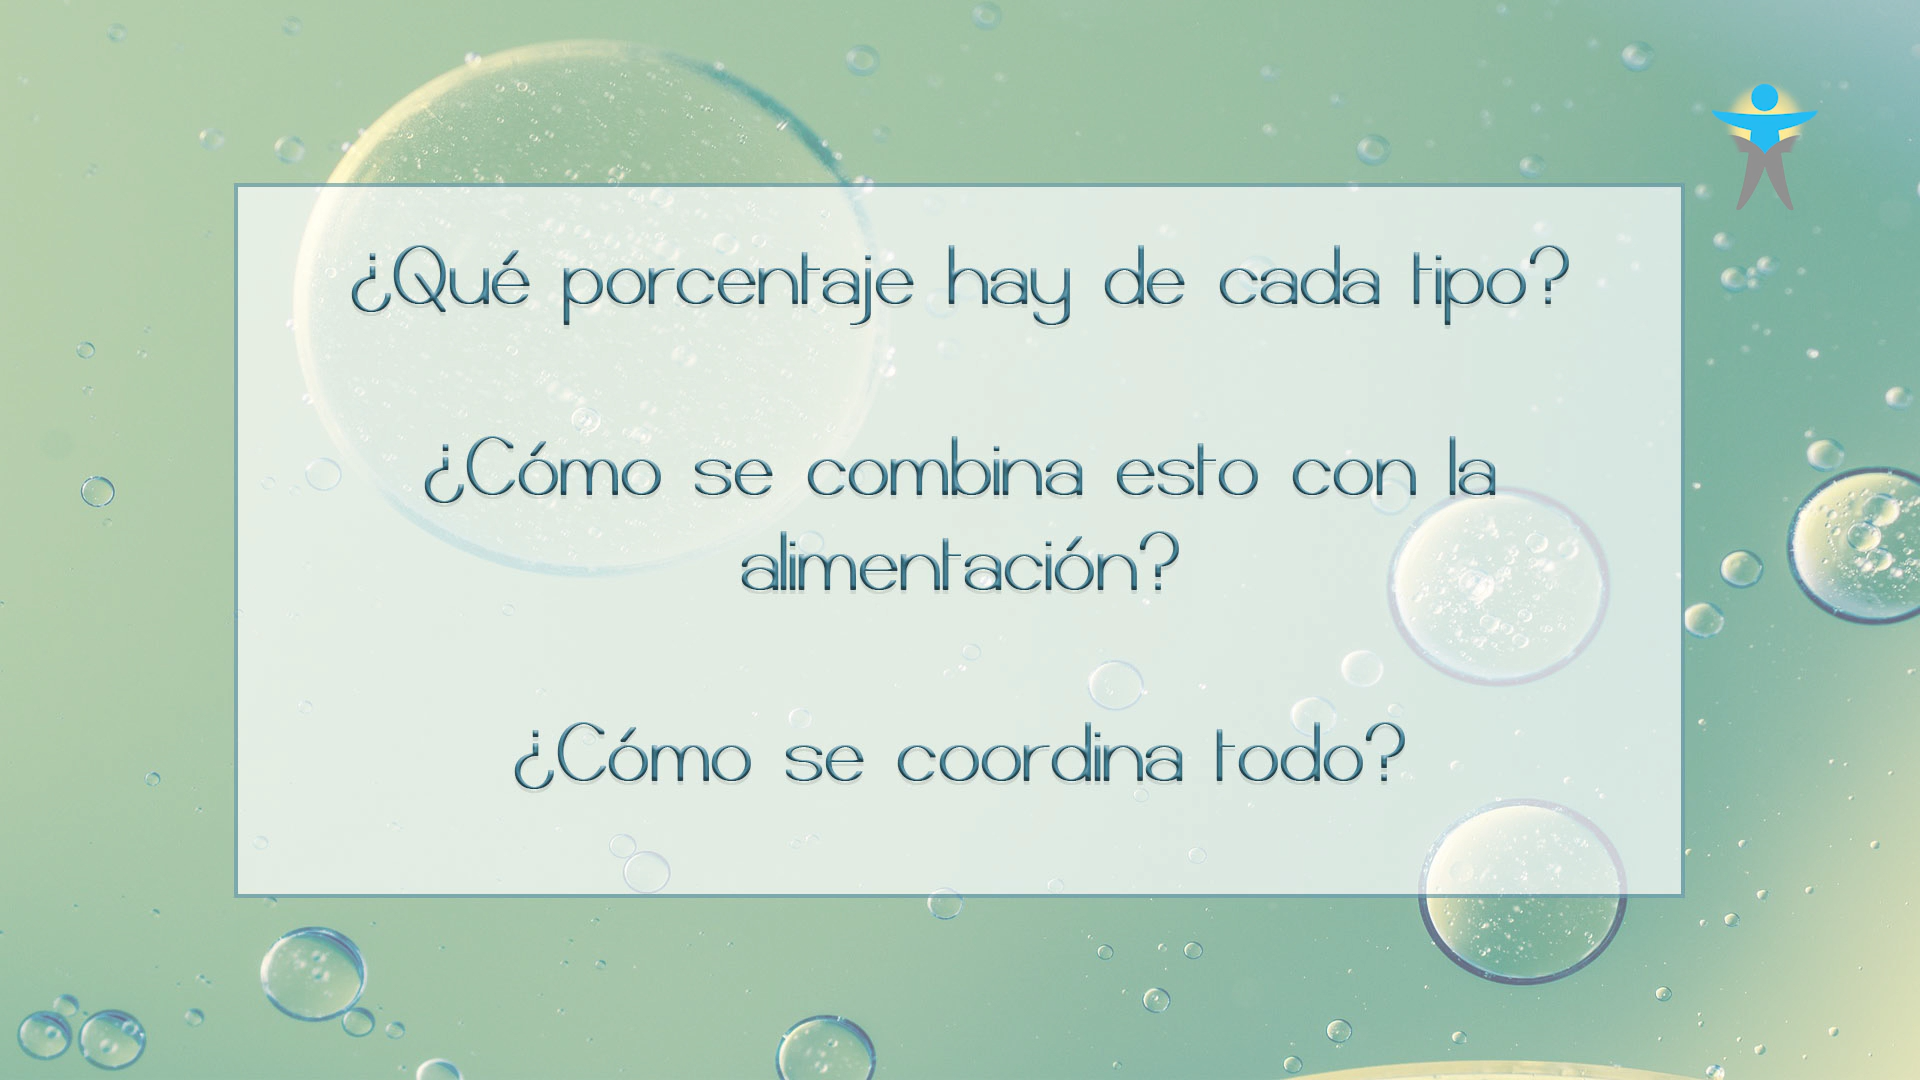 ¿Qué porcentaje hay de cada tipo?
¿Cómo se combina esto con la
alimentación?
¿Cómo se coordina todo?